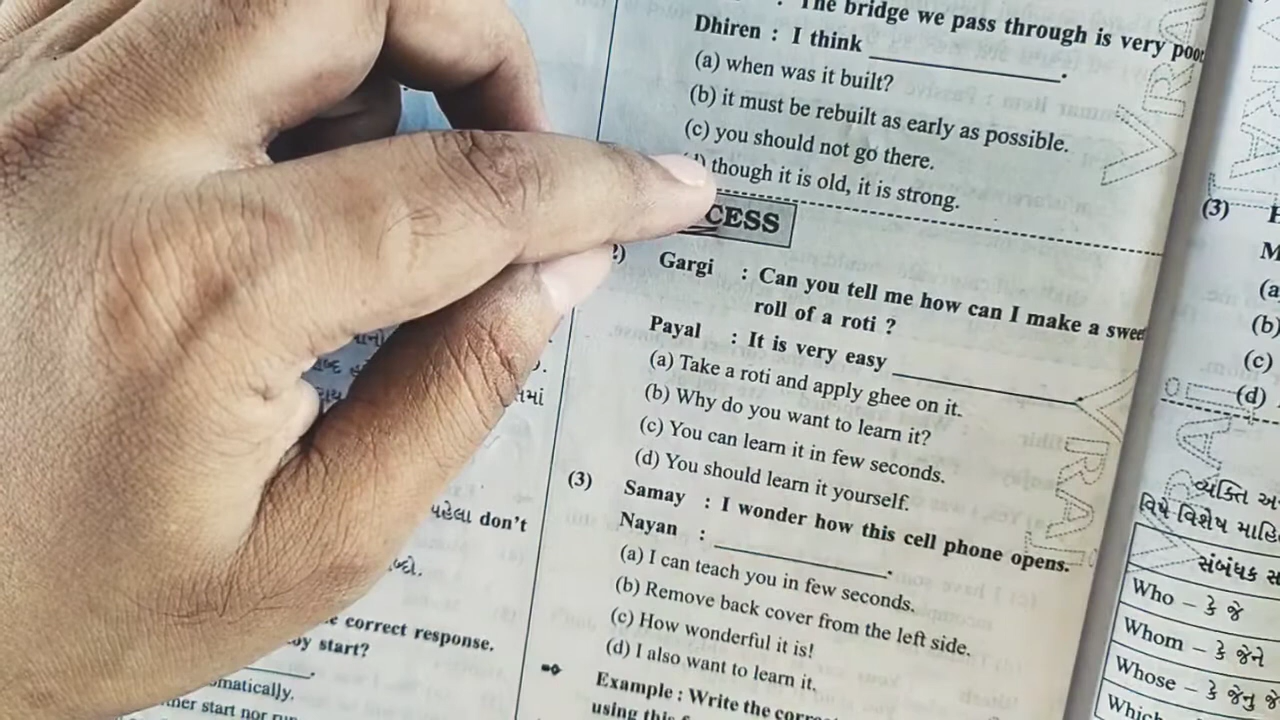 : The bridge we pass through is very poor
Dhiren : I think ____________.
(a) when was it built?
(b) it must be rebuilt as early as possible.
(c) you should not go there.
though it is old, it is strong.
CESS
Gargi : Can you tell me how can I make a sweet
roll of a roti ?
Payal : It is very easy ____________.
(a) Take a roti and apply ghee on it.
(b) Why do you want to learn it?
(c) You can learn it in few seconds.
(d) You should learn it yourself.
(3) Samay : I wonder how this cell phone opens.
Nayan : ____________.
(a) I can teach you in few seconds.
(b) Remove back cover from the left side.
(c) How wonderful it is!
(d) I also want to learn it.
Example : Write the
using this
પહેલા don't
correct response.
start?
start nor
(3)
(a
(b)
(c)
(d)
વ્યક્તિ
વિષે વિશેષ
સંબંધક
Who – કે જે
Whom – કે જેને
Whose – કે જેનુ
VIRAL